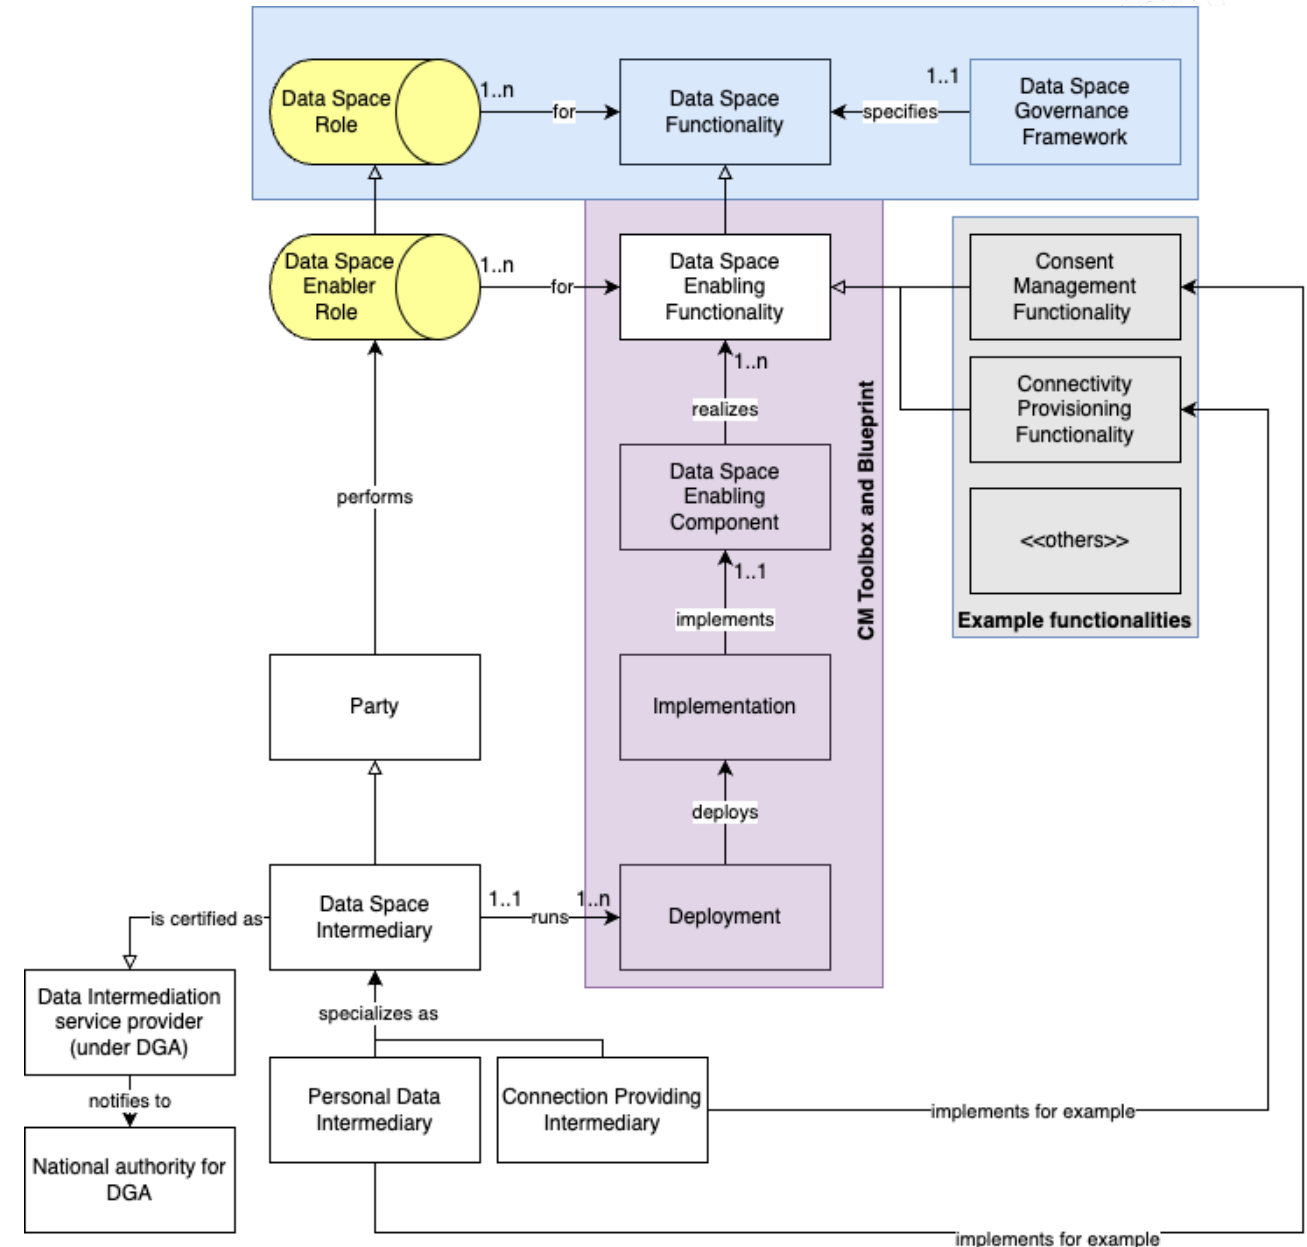 Data Space
Role
1..n
for
Data Space
Functionality
specifies
1..1
Data Space
Governance
Framework
Data Space
Enabler
Role
1..n
for
Data Space
Enabling
Functionality
Consent
Management
Functionality
1..n
realizes
Connectivity
Provisioning
Functionality
performs
Data Space
Enabling
Component
CM Toolbox and Blueprint
<<others>>
1..1
implements
Example functionalities
Party
Implementation
deploys
is certified as
Data Space
Intermediary
1..1
runs
1..n
Deployment
Data Intermediation
service provider
(under DGA)
specializes as
notifies to
Personal Data
Intermediary
Connection Providing
Intermediary
implements for example
National authority for
DGA
implements for example